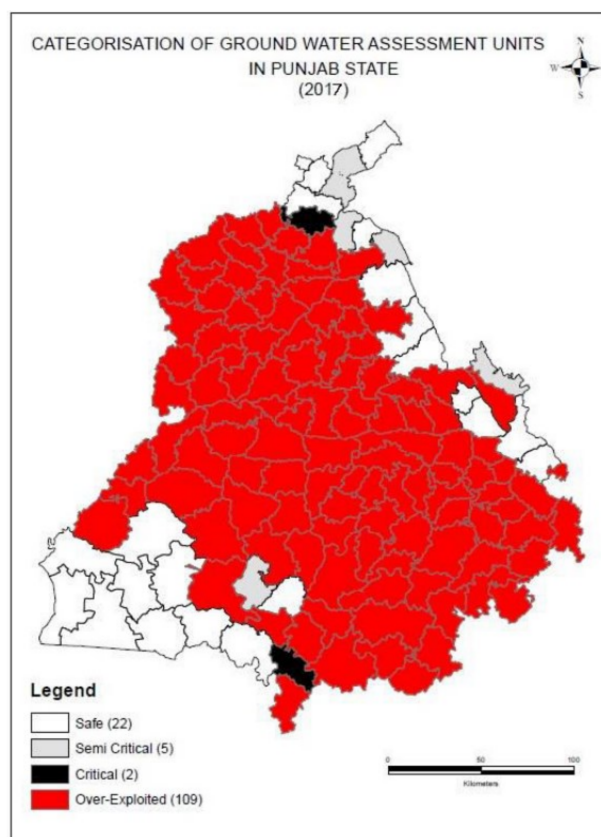 CATEGORISATION OF GROUND WATER ASSESSMENT UNITS
IN PUNJAB STATE
(2017)
N
W
E
S
Legend
Safe (22)
Semi Critical (5)
Critical (2)
Over-Exploited (109)
0 50 100
Kilometers